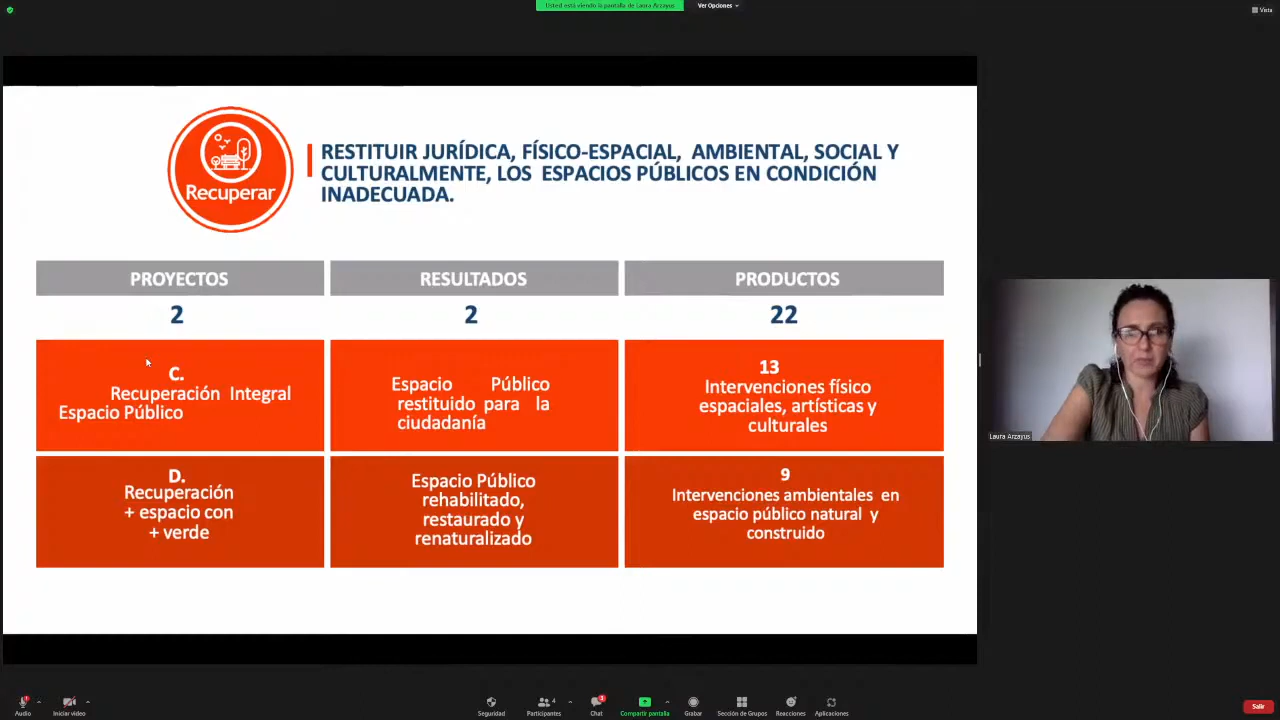 Usted está viendo la pantalla de Laura Arzayus
Ver Opciones
Vista
Recuperar
RESTITUIR JURÍDICA, FÍSICO-ESPACIAL, AMBIENTAL, SOCIAL Y
CULTURALMENTE, LOS ESPACIOS PÚBLICOS EN CONDICIÓN
INADECUADA.
PROYECTOS
RESULTADOS
PRODUCTOS
2
2
22
C.
Recuperación Integral
Espacio Público
Espacio Público
restituido para la
ciudadanía
13
Intervenciones físico
espaciales, artísticas y
culturales
D.
Recuperación
+ espacio con
+ verde
Espacio Público
rehabilitado,
restaurado y
renaturalizado
9
Intervenciones ambientales en
espacio público natural y
construido
Laura Arzayus
Audio
Iniciar video
Seguridad
4
Participantes
3
Chat
Compartir pantalla
Grabar
Sección de Grupos
Reacciones
Aplicaciones
Salir